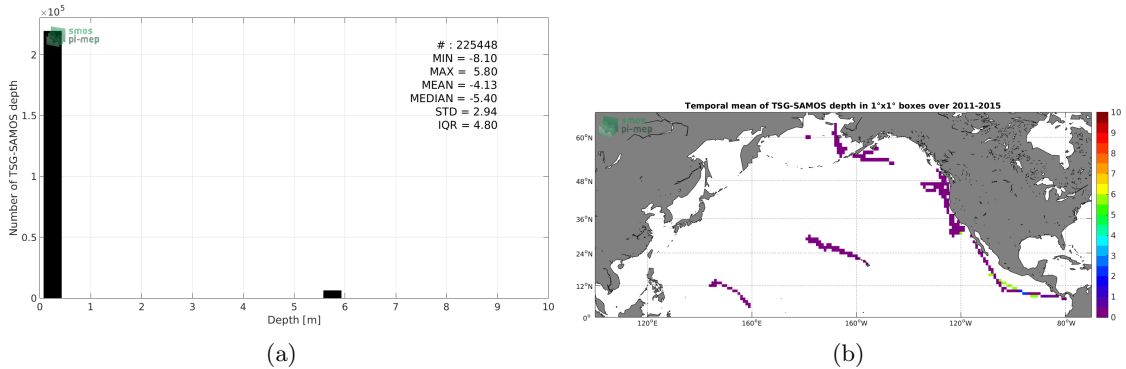 ×10⁵
smos
pi-mep
# : 225448
MIN = -8.10
MAX = 5.80
MEAN = -4.13
MEDIAN = -5.40
STD = 2.94
IQR = 4.80
Number of TSG-SAMOS depth
2
1.5
1
0.5
0
0 1 2 3 4 5 6 7 8 9 10
Depth [m]
(a)
Temporal mean of TSG-SAMOS depth in 1°x1° boxes over 2011-2015
smos
pi-mep
60°N
48°N
36°N
24°N
12°N
0°
120°E 160°E 160°W 120°W 80°W
10
9
8
7
6
5
4
3
2
1
0
(b)